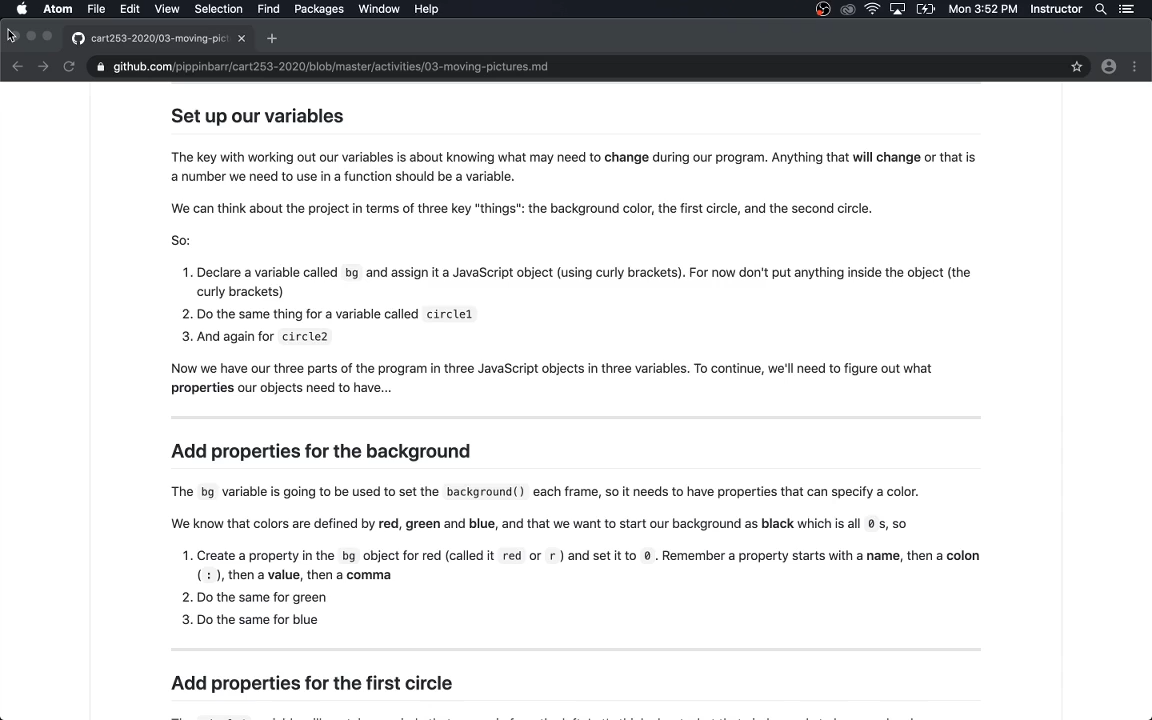 Atom File Edit View Selection Find Packages Window Help Mon 3:52 PM Instructor
cart253-2020/03-moving-pict
github.com/pippinbarr/cart253-2020/blob/master/activities/03-moving-pictures.md
Set up our variables
The key with working out our variables is about knowing what may need to change during our program. Anything that will change or that is
a number we need to use in a function should be a variable.
We can think about the project in terms of three key "things": the background color, the first circle, and the second circle.
So:
1. Declare a variable called bg and assign it a JavaScript object (using curly brackets). For now don't put anything inside the object (the
curly brackets)
2. Do the same thing for a variable called circle1
3. And again for circle2
Now we have our three parts of the program in three JavaScript objects in three variables. To continue, we'll need to figure out what
properties our objects need to have...
Add properties for the background
The bg variable is going to be used to set the background() each frame, so it needs to have properties that can specify a color.
We know that colors are defined by red, green and blue, and that we want to start our background as black which is all 0 s, so
1. Create a property in the bg object for red (called it red or r ) and set it to 0 . Remember a property starts with a name, then a colon
( : ), then a value, then a comma
2. Do the same for green
3. Do the same for blue
Add properties for the first circle